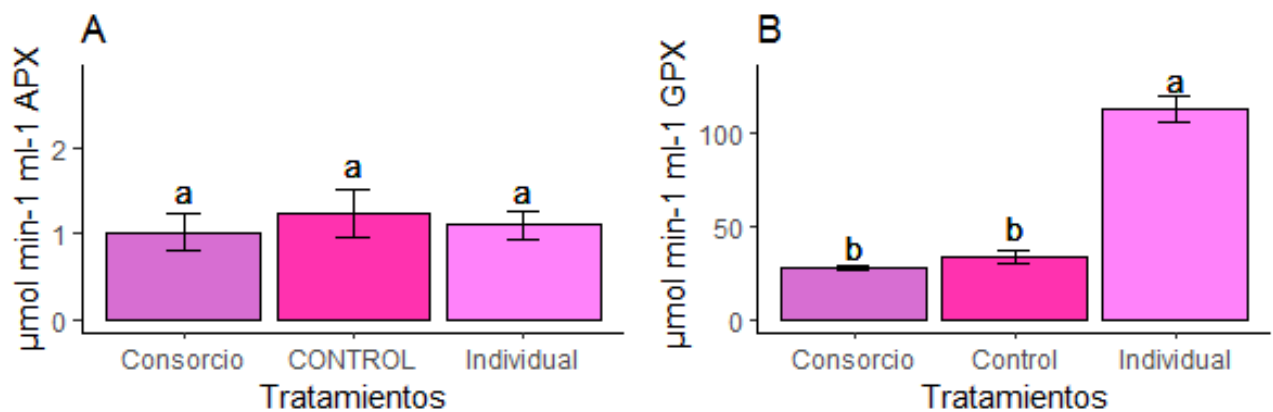 A
µmol min-1 ml-1 APX
2
1
0
a
a
a
Consorcio
CONTROL
Individual
Tratamientos
B
µmol min-1 ml-1 GPX
100
50
0
b
b
a
Consorcio
Control
Individual
Tratamientos